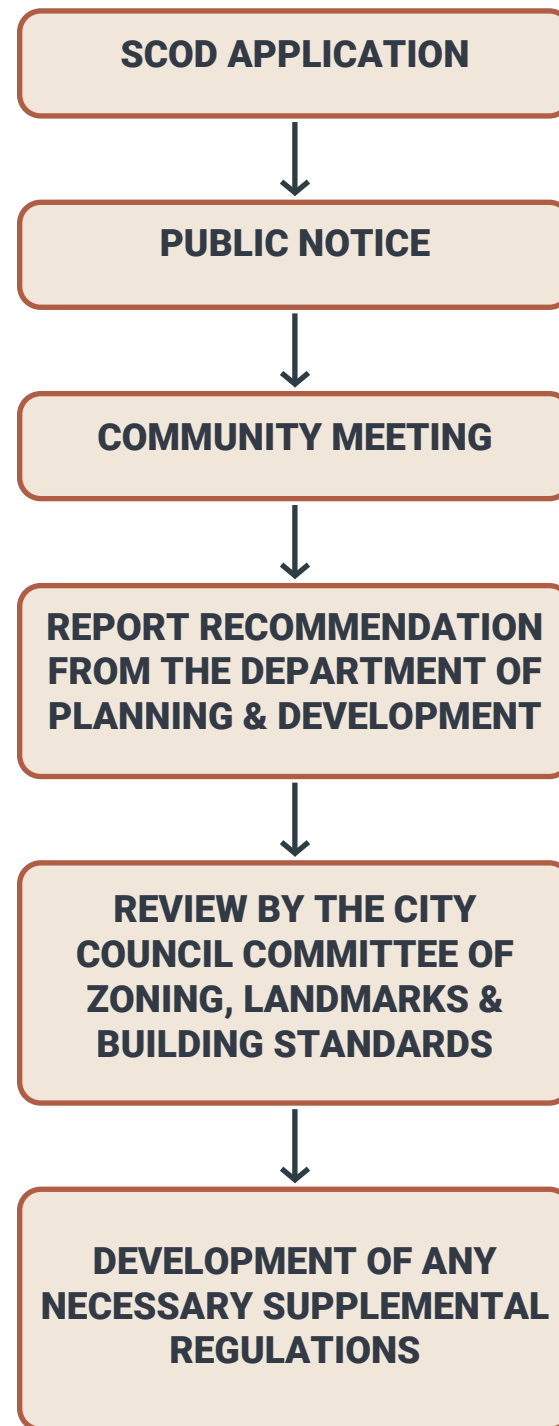 SCOD APPLICATION
PUBLIC NOTICE
COMMUNITY MEETING
REPORT RECOMMENDATION
FROM THE DEPARTMENT OF
PLANNING & DEVELOPMENT
REVIEW BY THE CITY
COUNCIL COMMITTEE OF
ZONING, LANDMARKS &
BUILDING STANDARDS
DEVELOPMENT OF ANY
NECESSARY SUPPLEMENTAL
REGULATIONS